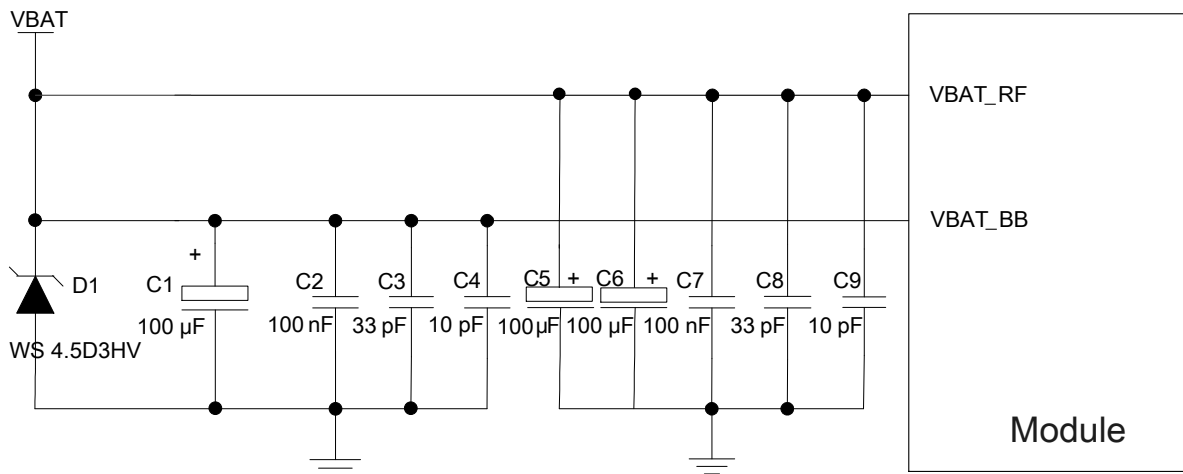 VBAT
VBAT_RF
VBAT_BB
+
D1
C1
C2
C3
C4
C5
+
C6
+
C7
C8
C9
100 µF
100 nF
33 pF
10 pF
100µF
100 µF
100 nF
33 pF
10 pF
WS 4.5D3HV
Module